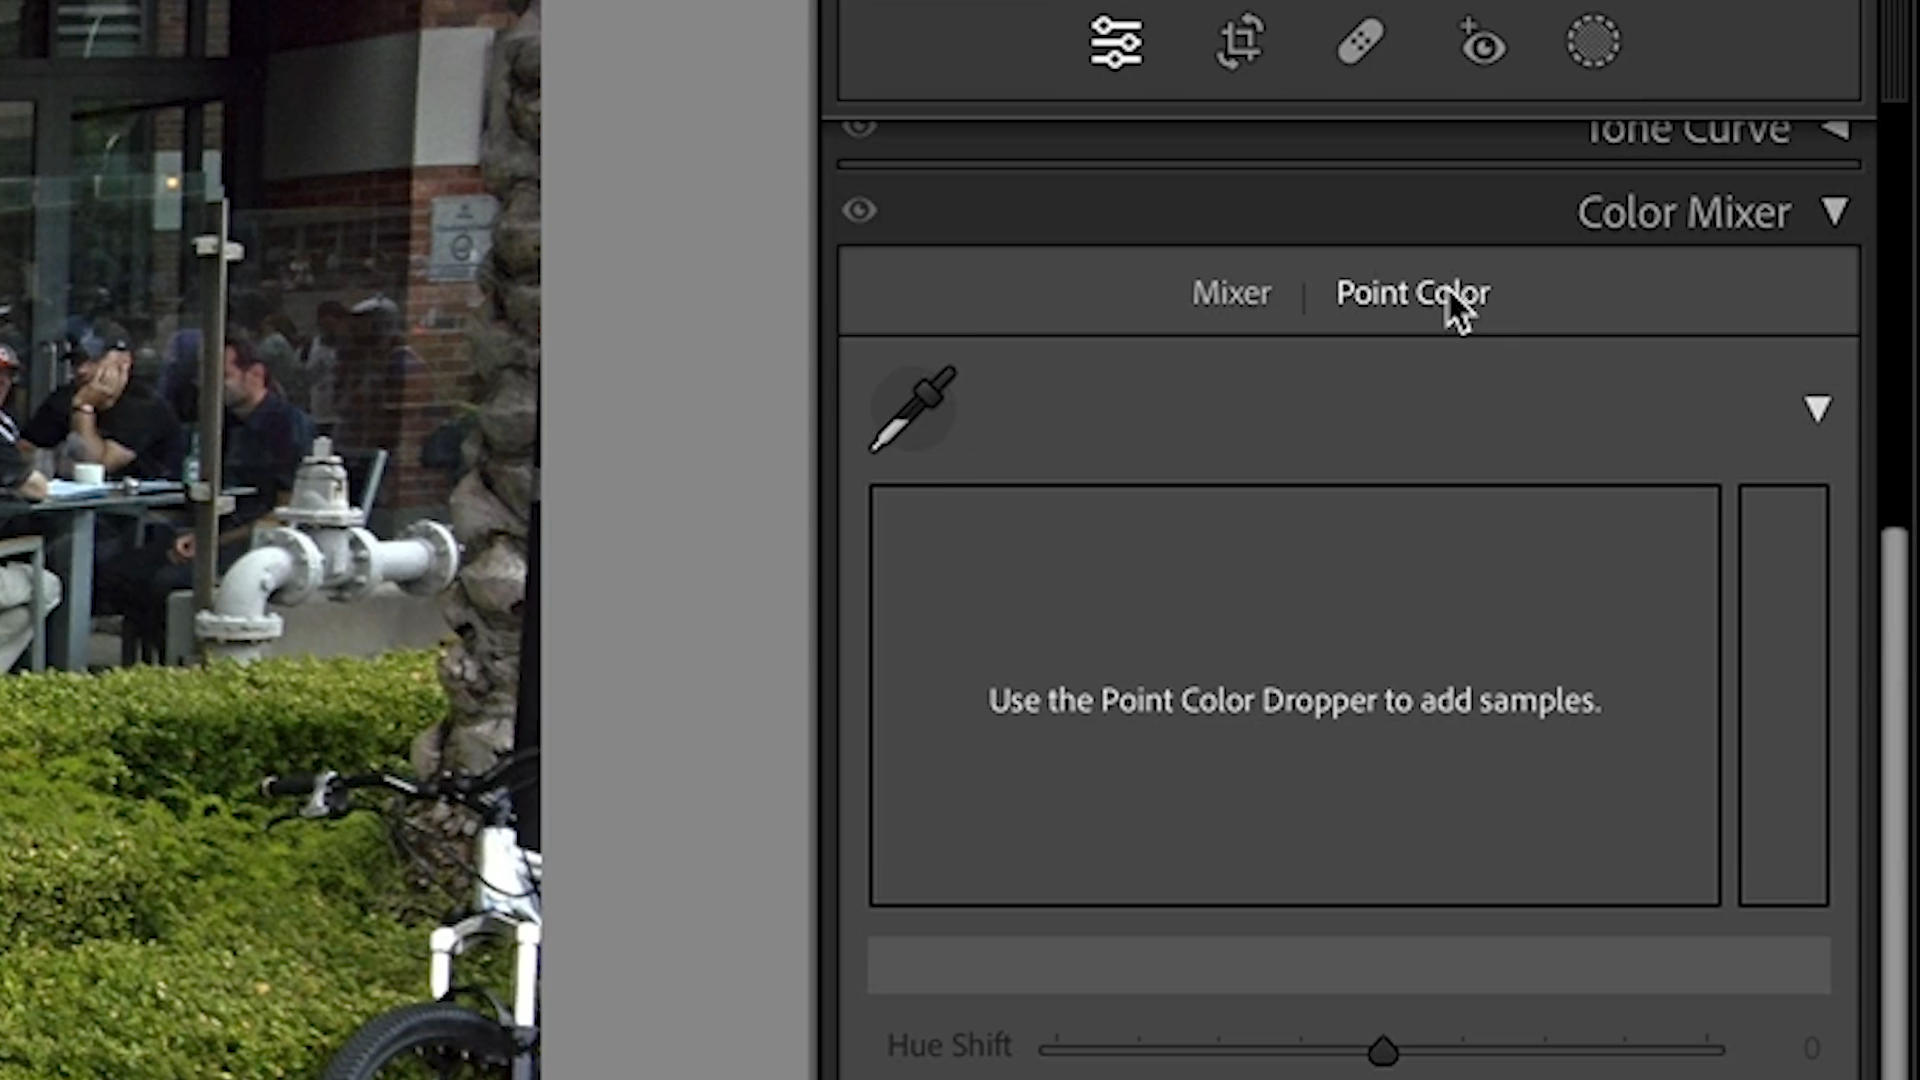 Tone Curve
Color Mixer
Mixer | Point Color
Use the Point Color Dropper to add samples.
Hue Shift 0